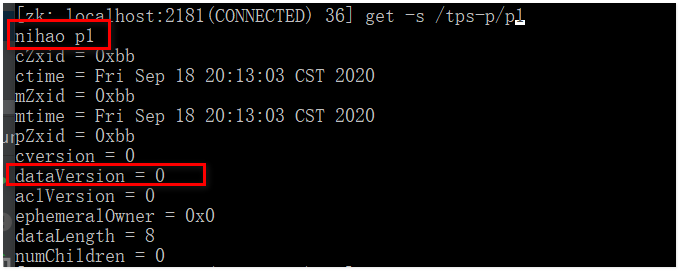 [zk: localhost:2181(CONNECTED) 36] get -s /tps-p/p1
nihao p1
cZxid = 0xbb
ctime = Fri Sep 18 20:13:03 CST 2020
mZxid = 0xbb
mtime = Fri Sep 18 20:13:03 CST 2020
pZxid = 0xbb
cversion = 0
dataVersion = 0
aclVersion = 0
ephemeralOwner = 0x0
dataLength = 8
numChildren = 0